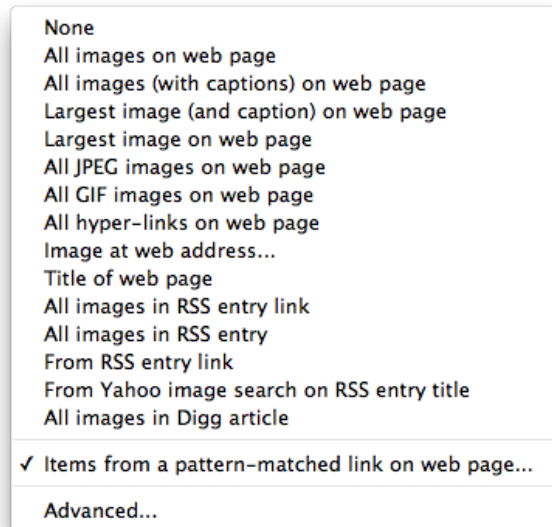 None
All images on web page
All images (with captions) on web page
Largest image (and caption) on web page
Largest image on web page
All JPEG images on web page
All GIF images on web page
All hyper-links on web page
Image at web address...
Title of web page
All images in RSS entry link
All images in RSS entry
From RSS entry link
From Yahoo image search on RSS entry title
All images in Digg article
✓ Items from a pattern-matched link on web page...
Advanced...